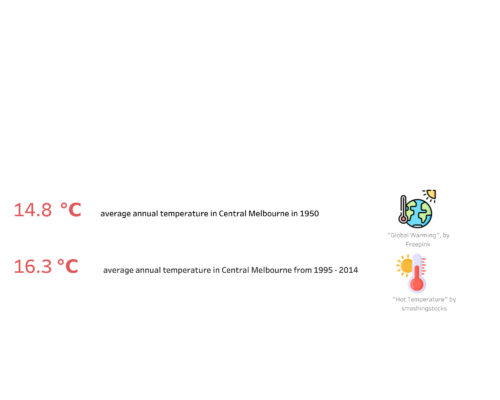 14.8 °C average annual temperature in Central Melbourne in 1950
"Global Warming", by
Freepink
16.3 °C average annual temperature in Central Melbourne from 1995 - 2014
"Hot Temperature" by
smashingstocks